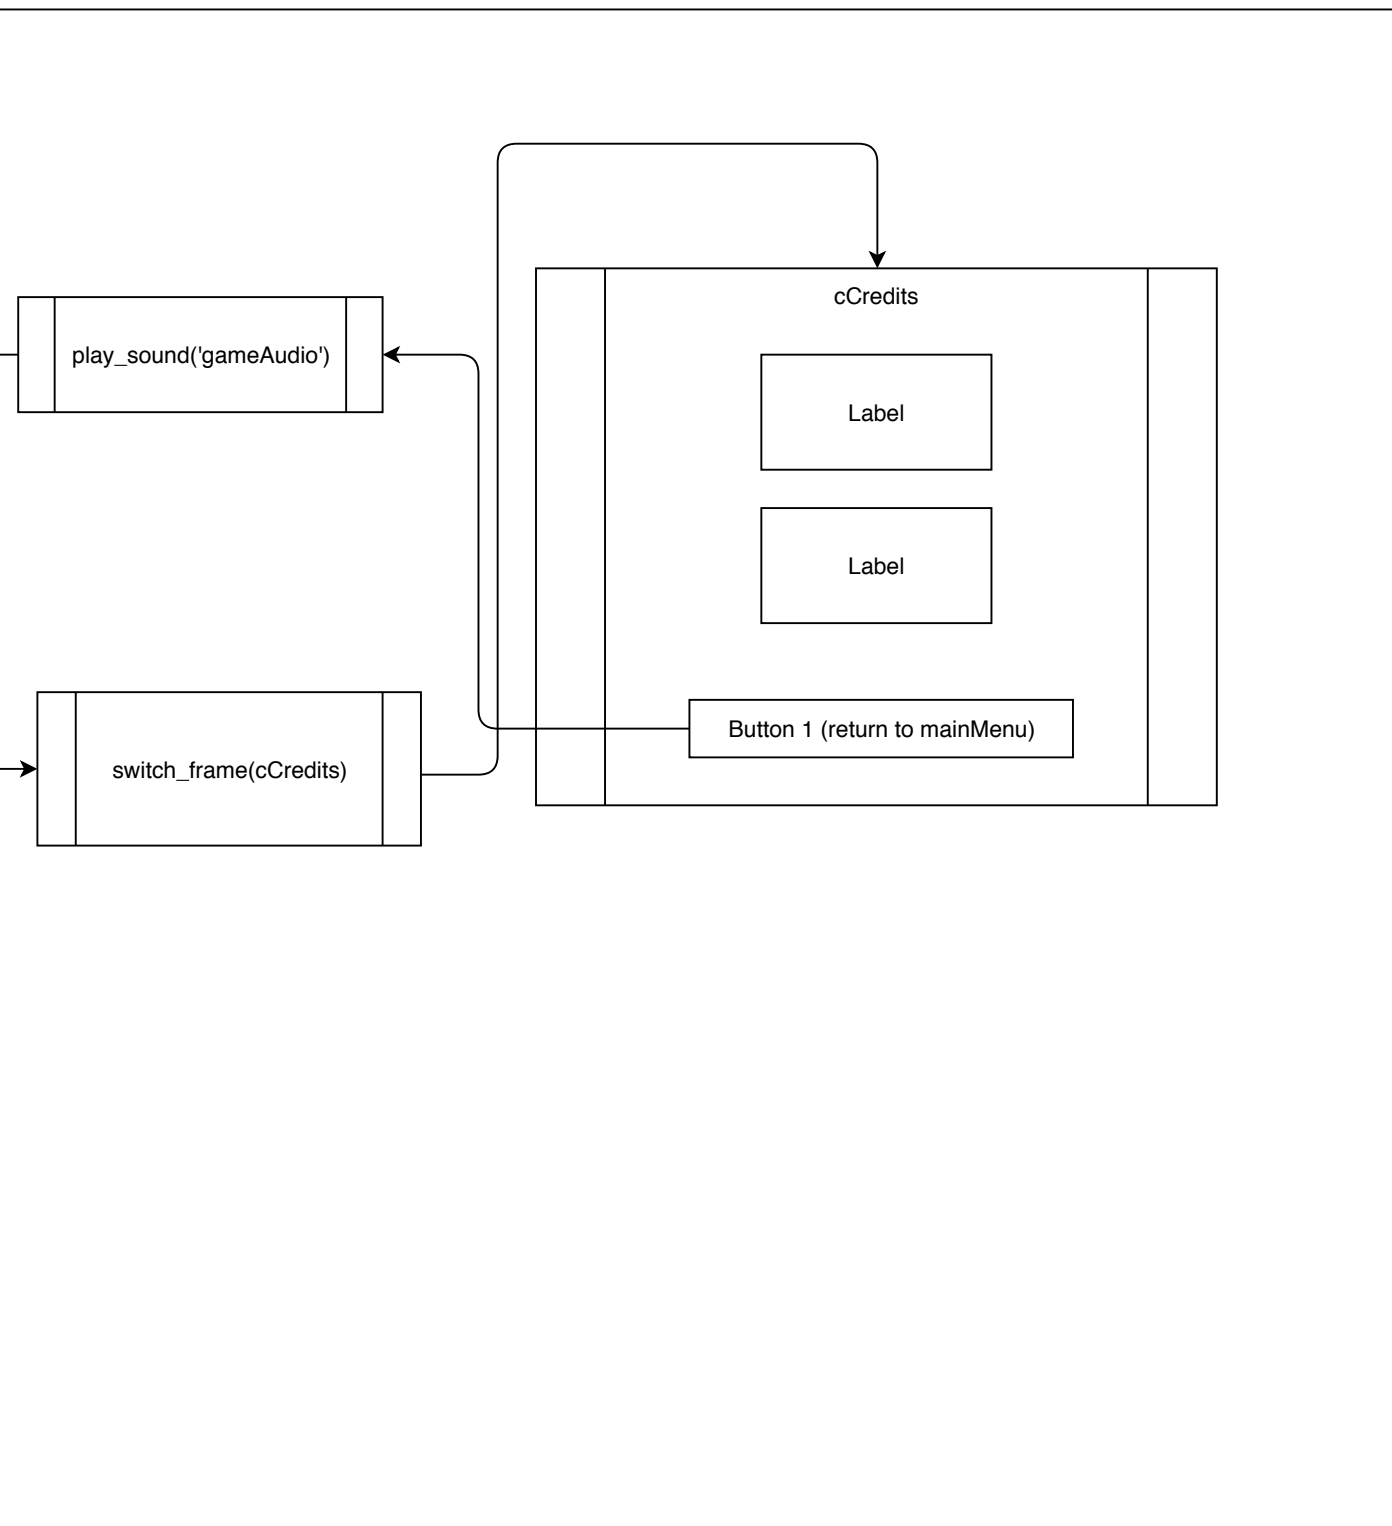 cCredits
play_sound('gameAudio')
Label
Label
Button 1 (return to mainMenu)
switch_frame(cCredits)